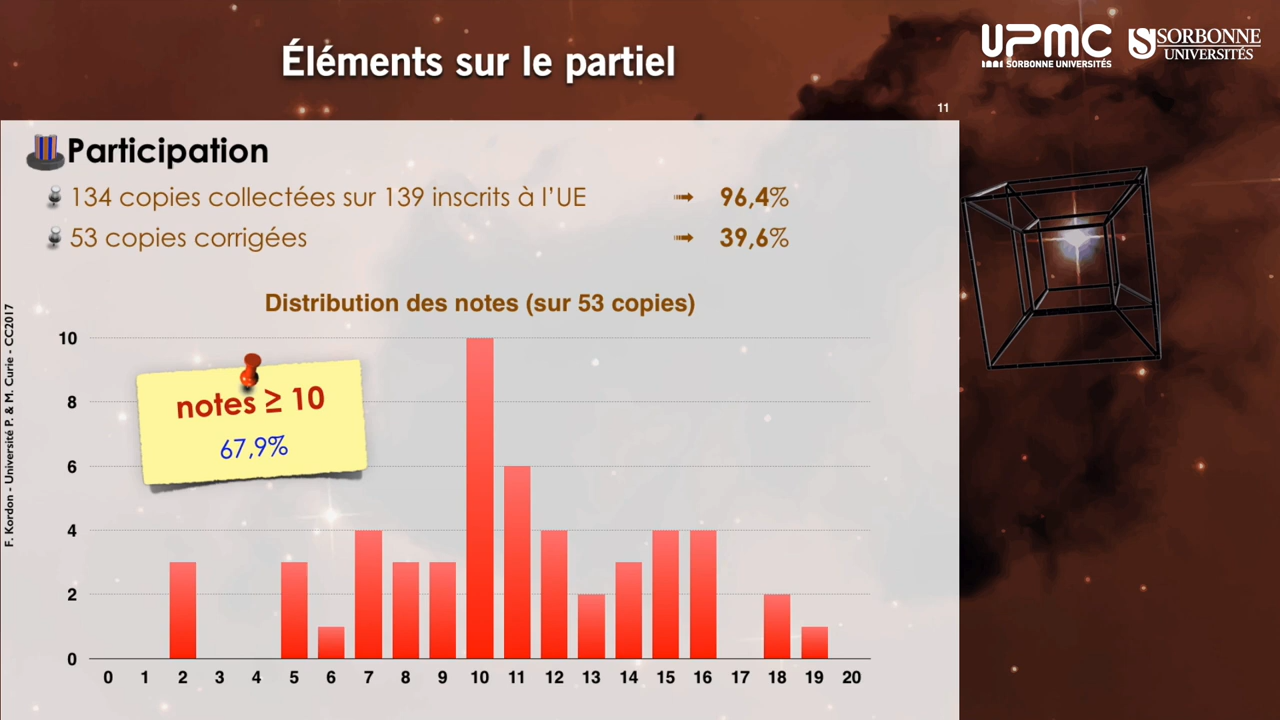 Éléments sur le partiel
UPMC
SORBONNE UNIVERSITÉS
SORBONNE
UNIVERSITÉS
11
Participation
134 copies collectées sur 139 inscrits à l'UE ➟ 96,4%
53 copies corrigées ➟ 39,6%
Distribution des notes (sur 53 copies)
notes ≥ 10
67,9%
10
8
6
4
2
0
0 1 2 3 4 5 6 7 8 9 10 11 12 13 14 15 16 17 18 19 20
F. Kordon - Université P. & M. Curie - CC2017